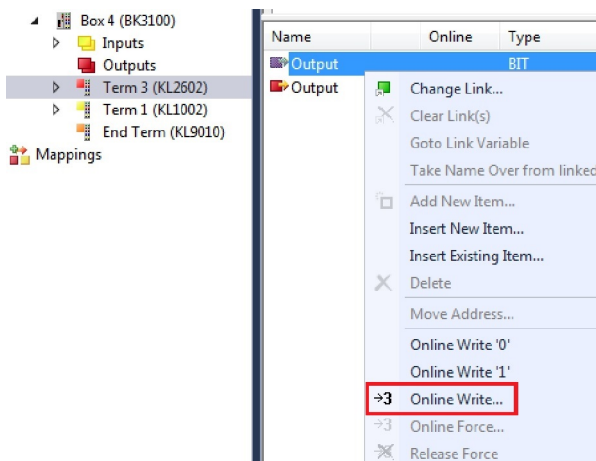 Box 4 (BK3100)
Inputs
Outputs
Term 3 (KL2602)
Term 1 (KL1002)
End Term (KL9010)
Mappings
Name Online Type
Output BIT
Output
Change Link...
Clear Link(s)
Goto Link Variable
Take Name Over from linked
Add New Item...
Insert New Item...
Insert Existing Item...
Delete
Move Address...
Online Write '0'
Online Write '1'
→3 Online Write...
→3 Online Force...
Release Force